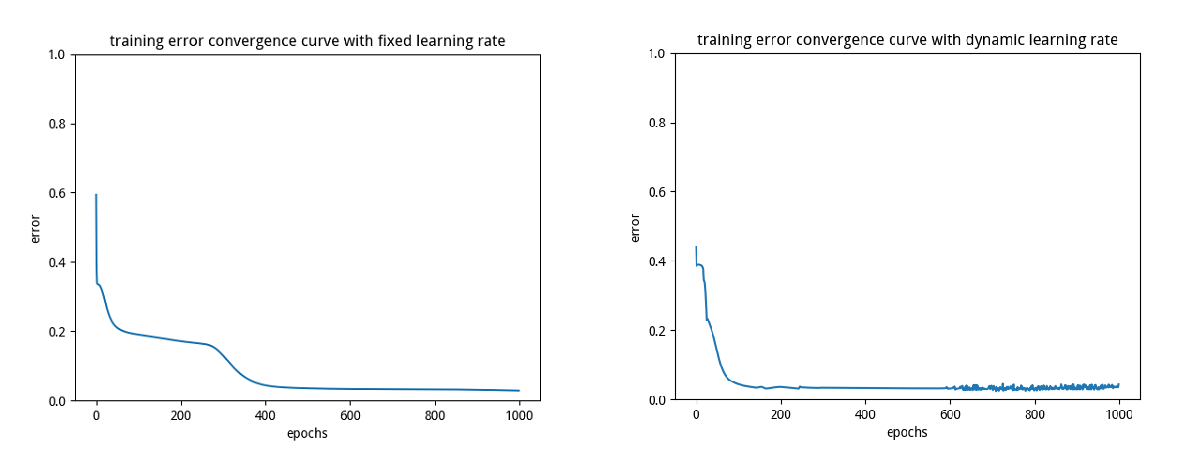 training error convergence curve with fixed learning rate
1.0
0.8
0.6
0.4
0.2
0.0
error
0 200 400 600 800 1000
epochs
training error convergence curve with dynamic learning rate
1.0
0.8
0.6
0.4
0.2
0.0
error
0 200 400 600 800 1000
epochs